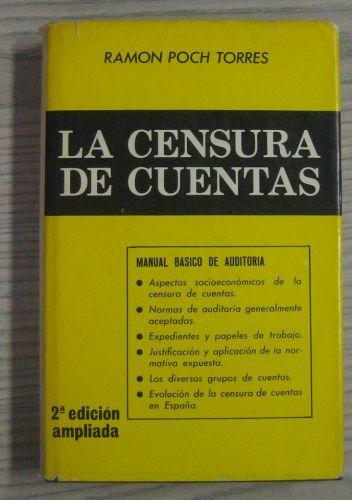 RAMON POCH TORRES
LA CENSURA
DE CUENTAS
MANUAL BASICO DE AUDITORIA
● Aspectos socioeconómicos de la
censura de cuentas.
● Normas de auditoría generalmente
aceptadas.
● Expedientes y papeles de trabajo.
● Justificación y aplicación de la nor-
mativa expuesta.
● Los diversos grupos de cuentas.
● Evolución de la censura de cuentas
en España.
2ª edición
ampliada